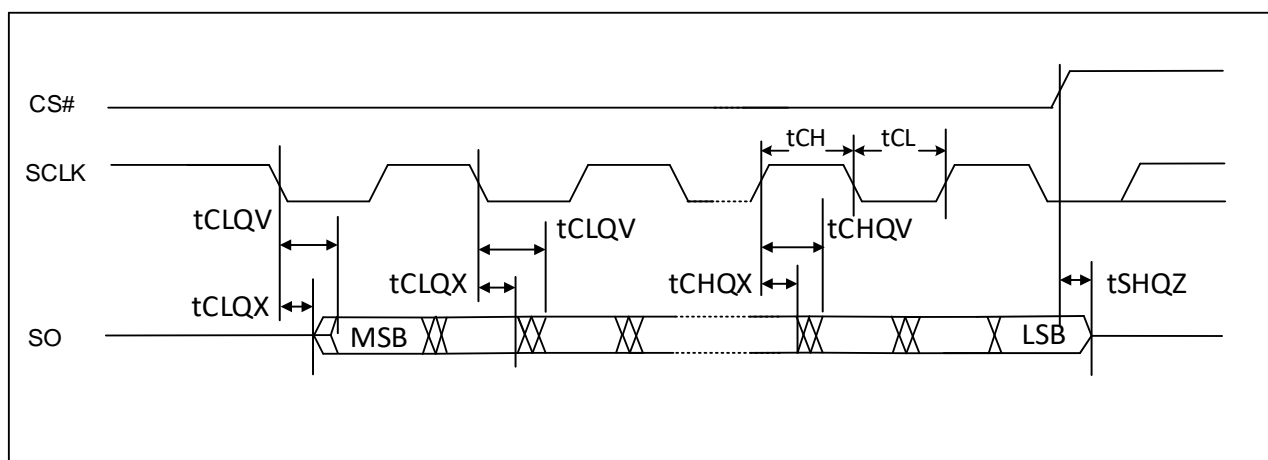 CS#
tCH tCL
SCLK
tCLQV tCLQV tCHQV
tCLQX tCLQX tCHQX tSHQZ
SO MSB LSB